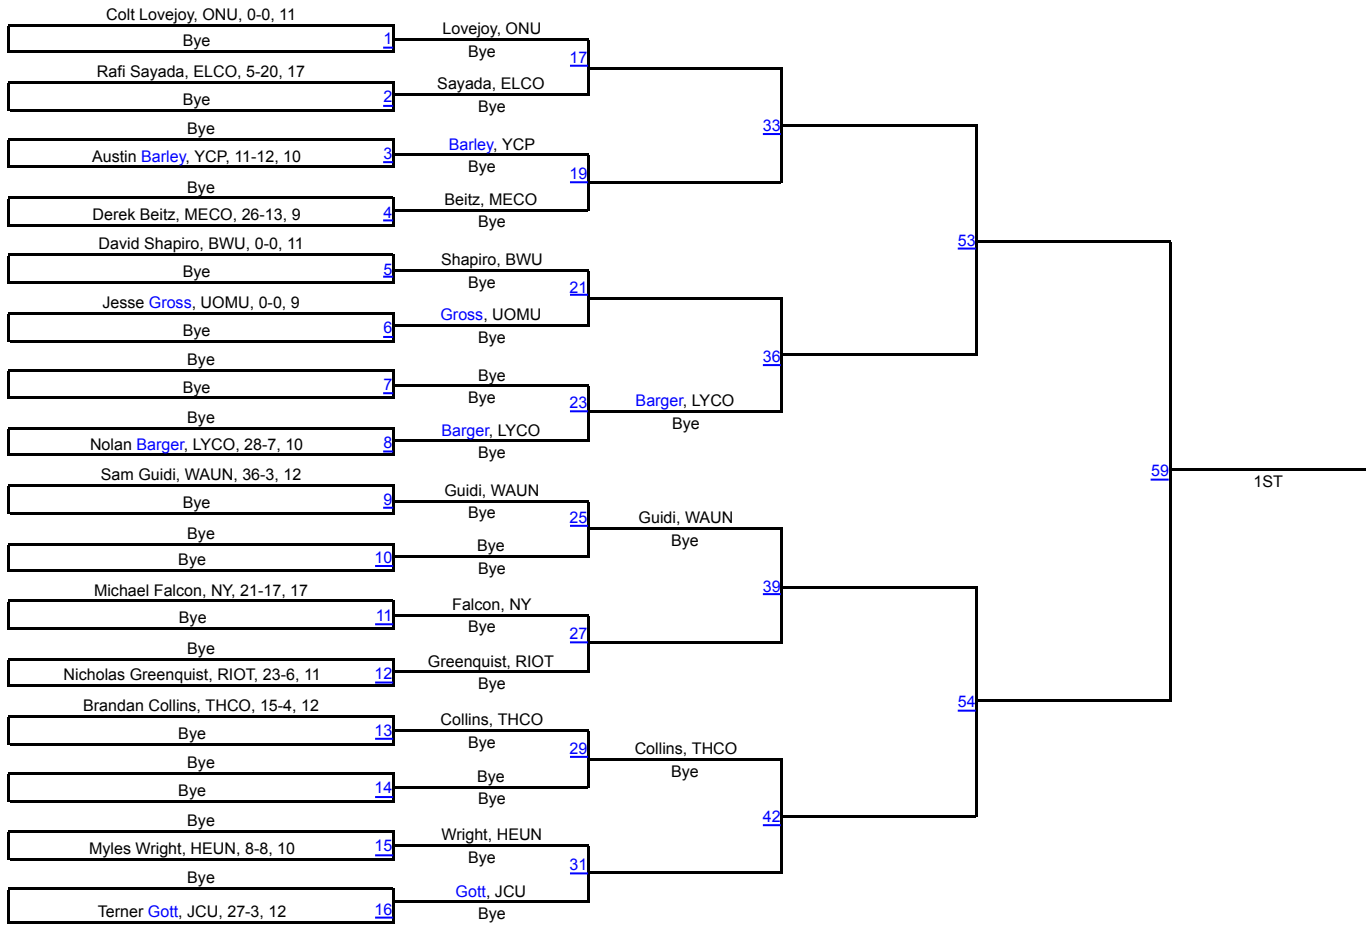 Colt Lovejoy, ONU, 0-0, 11
Bye
1
Rafi Sayada, ELCO, 5-20, 17
Bye
2
Bye
Austin Barley, YCP, 11-12, 10
3
Bye
Derek Beitz, MECO, 26-13, 9
4
David Shapiro, BWU, 0-0, 11
Bye
5
Jesse Gross, UOMU, 0-0, 9
Bye
6
Bye
Bye
7
Bye
Nolan Barger, LYCO, 28-7, 10
8
Sam Guidi, WAUN, 36-3, 12
Bye
9
Bye
Bye
10
Michael Falcon, NY, 21-17, 17
Bye
11
Bye
Nicholas Greenquist, RIOT, 23-6, 11
12
Brandan Collins, THCO, 15-4, 12
Bye
13
Bye
Bye
14
Bye
Myles Wright, HEUN, 8-8, 10
15
Bye
Terner Gott, JCU, 27-3, 12
16
Lovejoy, ONU
Bye
17
Sayada, ELCO
Bye
Barley, YCP
Bye
19
Beitz, MECO
Bye
Shapiro, BWU
Bye
21
Gross, UOMU
Bye
Bye
Bye
23
Barger, LYCO
Bye
Guidi, WAUN
Bye
25
Bye
Bye
Falcon, NY
Bye
27
Greenquist, RIOT
Bye
Collins, THCO
Bye
29
Bye
Bye
Wright, HEUN
Bye
31
Gott, JCU
Bye
33
36
Barger, LYCO
Bye
Guidi, WAUN
Bye
39
Collins, THCO
Bye
42
53
54
59
1ST